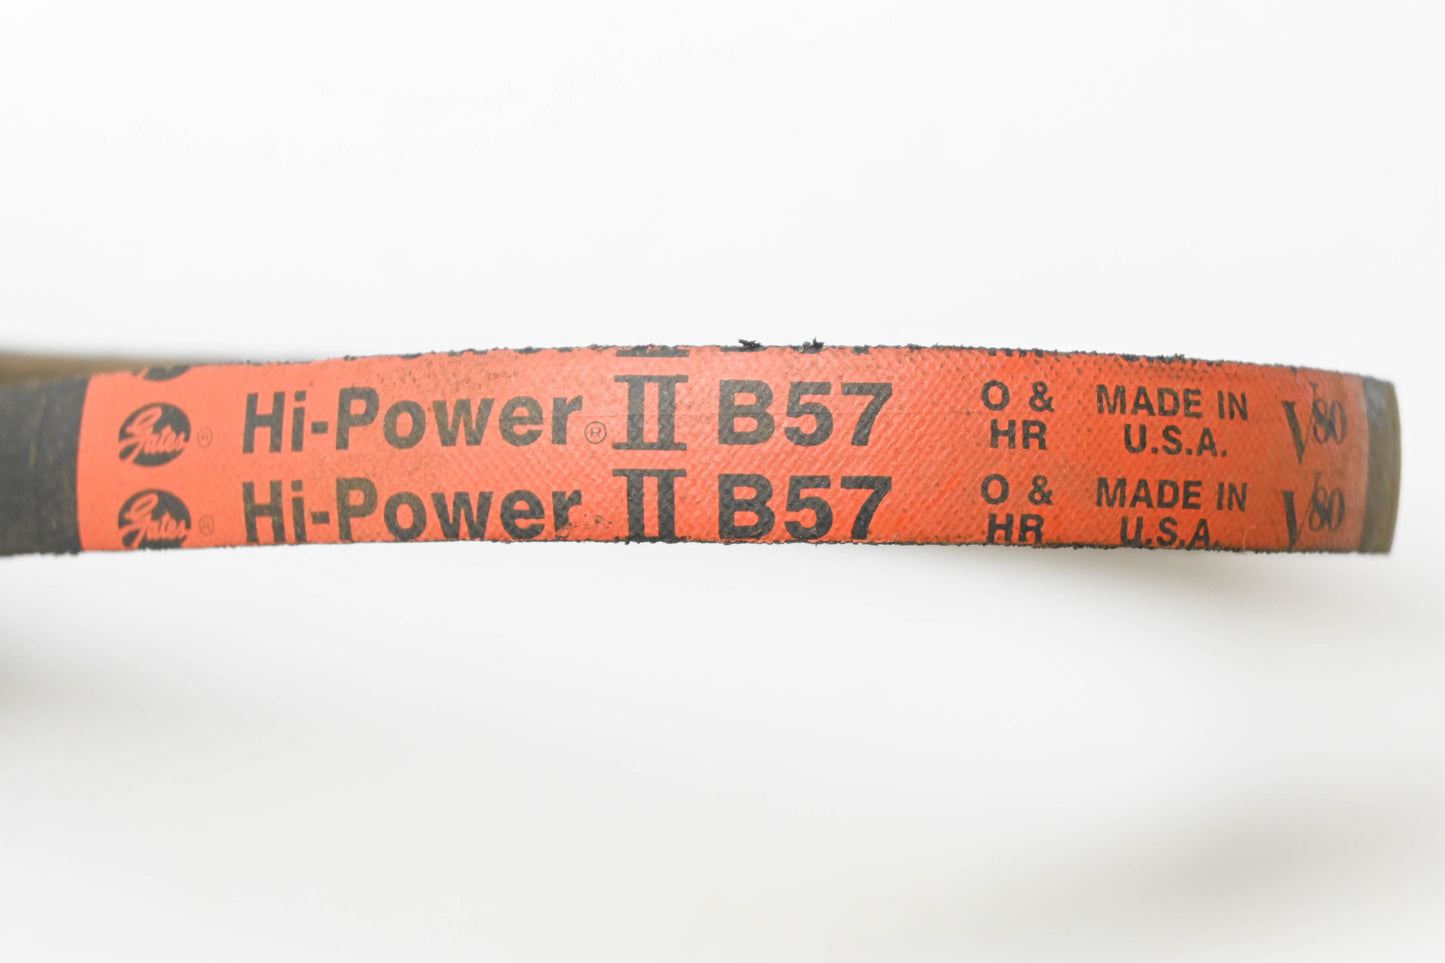 Gates ® Hi-Power ® II B57 O & HR MADE IN U.S.A. V80
Gates ® Hi-Power II B57 O & HR MADE IN U.S.A. V80